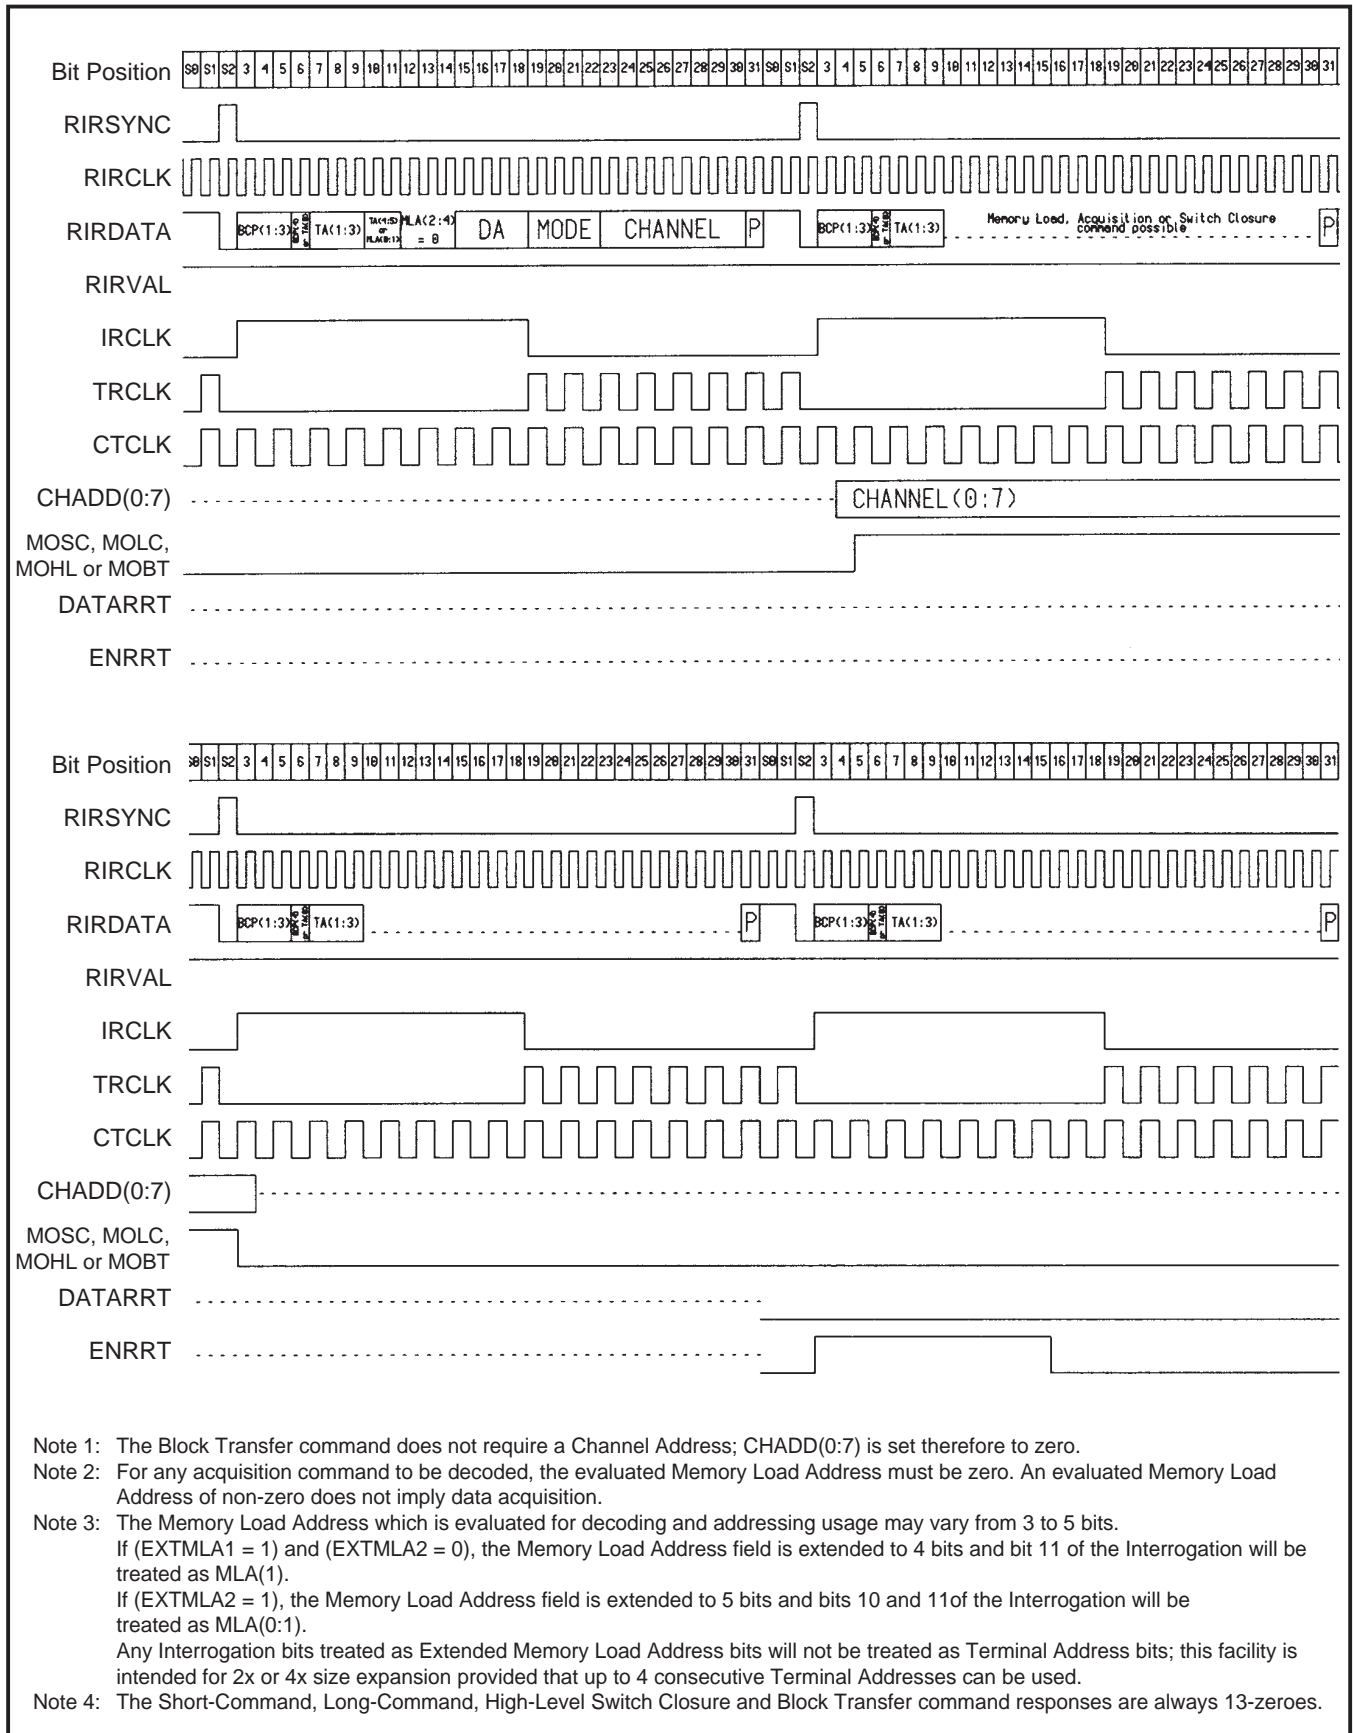 Bit Position S0 S1 S2 3 4 5 6 7 8 9 10 11 12 13 14 15 16 17 18 19 20 21 22 23 24 25 26 27 28 29 30 31 S0 S1 S2 3 4 5 6 7 8 9 10 11 12 13 14 15 16 17 18 19 20 21 22 23 24 25 26 27 28 29 30 31
RIRSYNC
RIRCLK
RIRDATA BCP(1:3) TA(1:3) TA(4:5) or MLA(0:1) MLA(2:4) = 0 DA MODE CHANNEL P BCP(1:3) TA(1:3) Memory Load, Acquisition or Switch Closure command possible P
RIRVAL
IRCLK
TRCLK
CTCLK
CHADD(0:7) CHANNEL(0:7)
MOSC, MOLC,
MOHL or MOBT
DATARRT
ENRRT
Bit Position S0 S1 S2 3 4 5 6 7 8 9 10 11 12 13 14 15 16 17 18 19 20 21 22 23 24 25 26 27 28 29 30 31 S0 S1 S2 3 4 5 6 7 8 9 10 11 12 13 14 15 16 17 18 19 20 21 22 23 24 25 26 27 28 29 30 31
RIRSYNC
RIRCLK
RIRDATA BCP(1:3) TA(1:3) P BCP(1:3) TA(1:3) P
RIRVAL
IRCLK
TRCLK
CTCLK
CHADD(0:7)
MOSC, MOLC,
MOHL or MOBT
DATARRT
ENRRT
Note 1: The Block Transfer command does not require a Channel Address; CHADD(0:7) is set therefore to zero.
Note 2: For any acquisition command to be decoded, the evaluated Memory Load Address must be zero. An evaluated Memory Load
Address of non-zero does not imply data acquisition.
Note 3: The Memory Load Address which is evaluated for decoding and addressing usage may vary from 3 to 5 bits.
If (EXTMLA1 = 1) and (EXTMLA2 = 0), the Memory Load Address field is extended to 4 bits and bit 11 of the Interrogation will be
treated as MLA(1).
If (EXTMLA2 = 1), the Memory Load Address field is extended to 5 bits and bits 10 and 11of the Interrogation will be
treated as MLA(0:1).
Any Interrogation bits treated as Extended Memory Load Address bits will not be treated as Terminal Address bits; this facility is
intended for 2x or 4x size expansion provided that up to 4 consecutive Terminal Addresses can be used.
Note 4: The Short-Command, Long-Command, High-Level Switch Closure and Block Transfer command responses are always 13-zeroes.